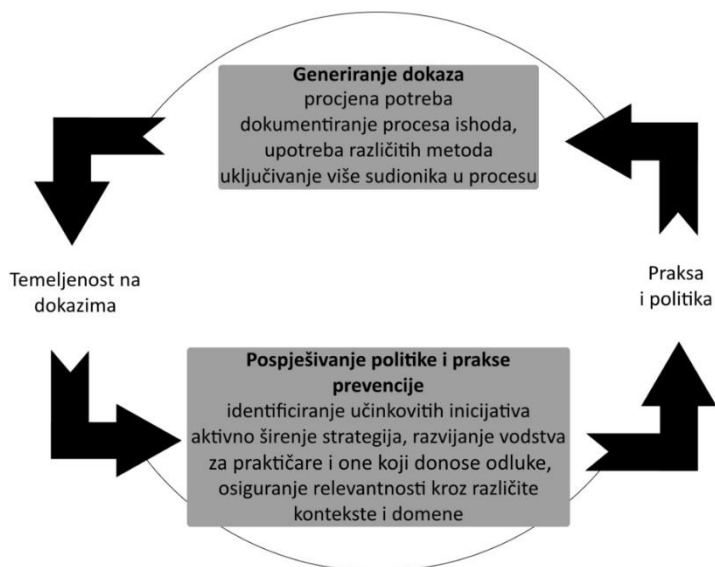 Generiranje dokaza
procjena potreba
dokumentiranje procesa ishoda,
upotreba različitih metoda
uključivanje više sudionika u procesu
Temeljenost na
dokazima
Praksa
i politika
Pospješivanje politike i prakse
prevencije
identificiranje učinkovitih inicijativa
aktivno širenje strategija, razvijanje vodstva
za praktičare i one koji donose odluke,
osiguranje relevantnosti kroz različite
kontekste i domene